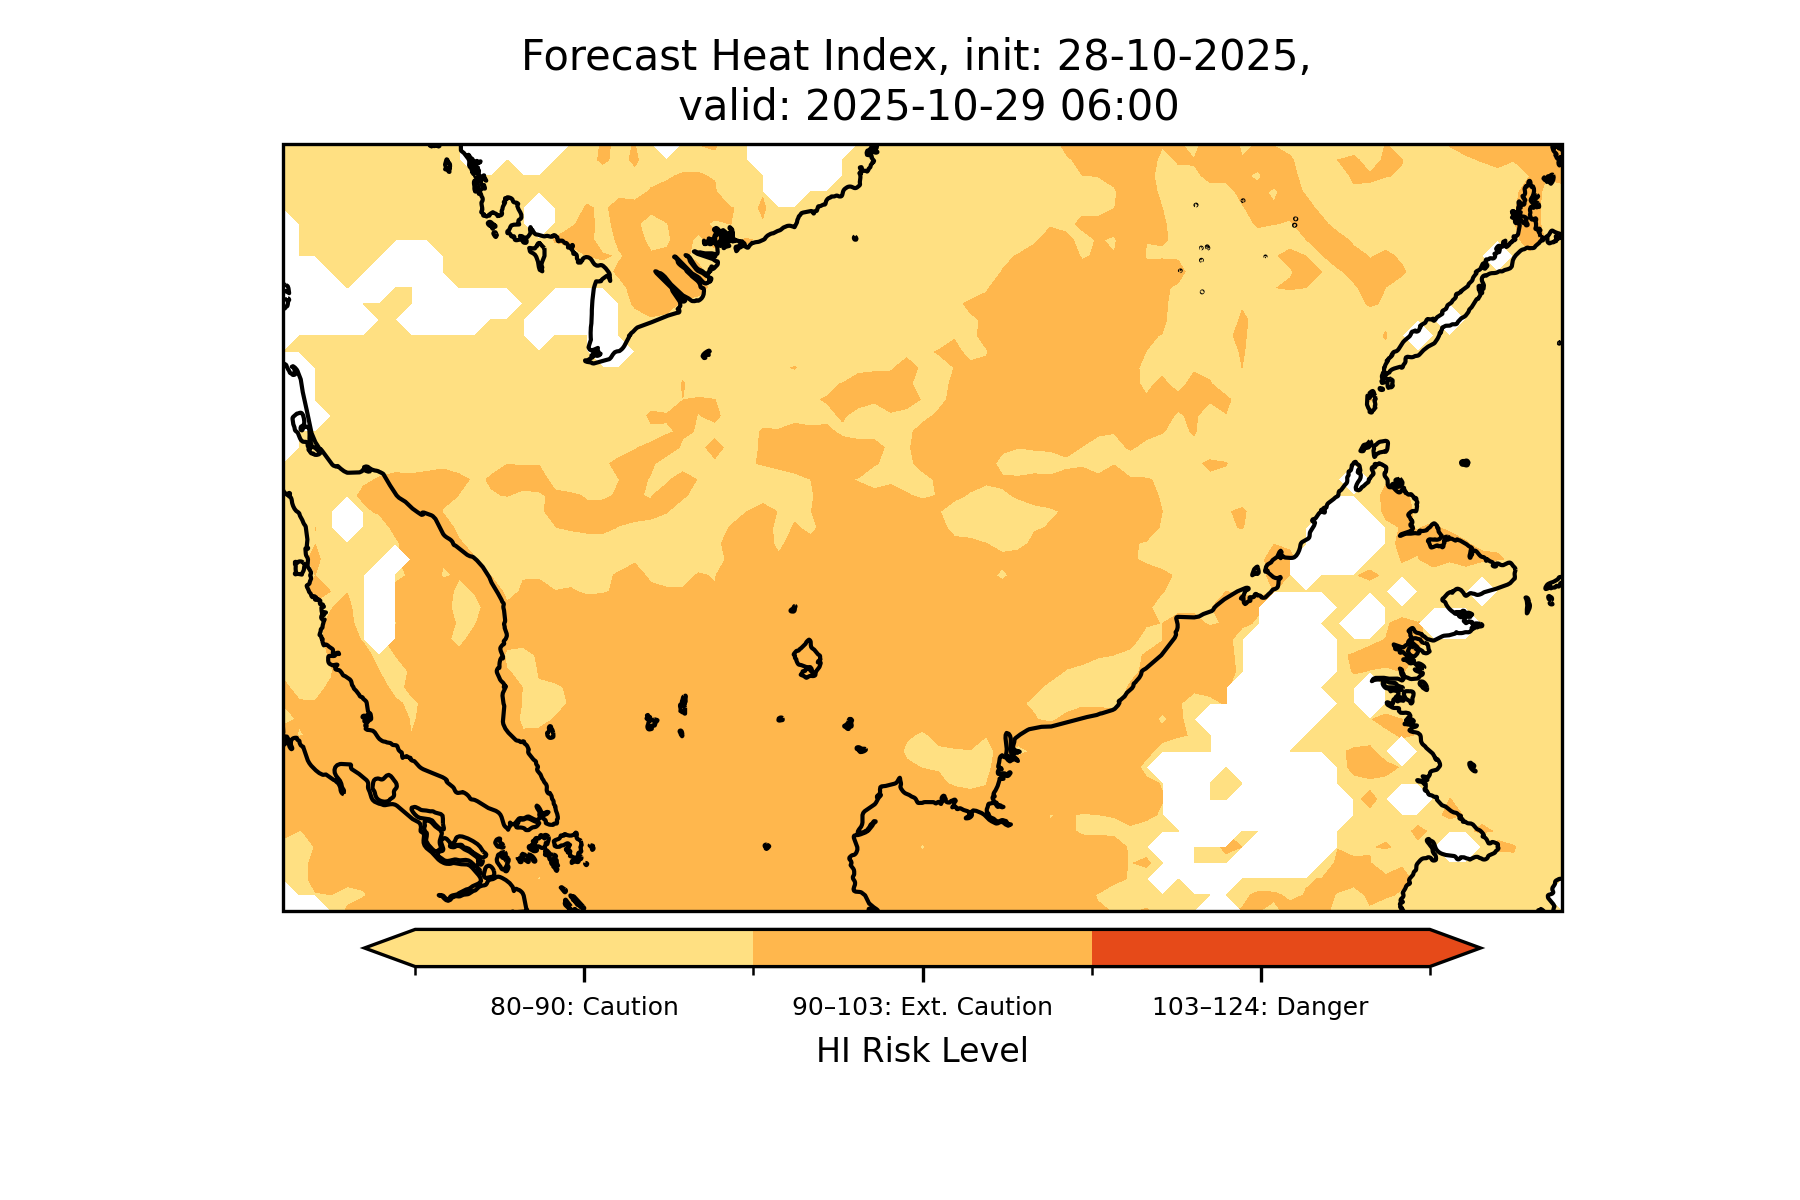 Forecast Heat Index, init: 28-10-2025,
valid: 2025-10-29 06:00
80–90: Caution
90–103: Ext. Caution
103–124: Danger
HI Risk Level